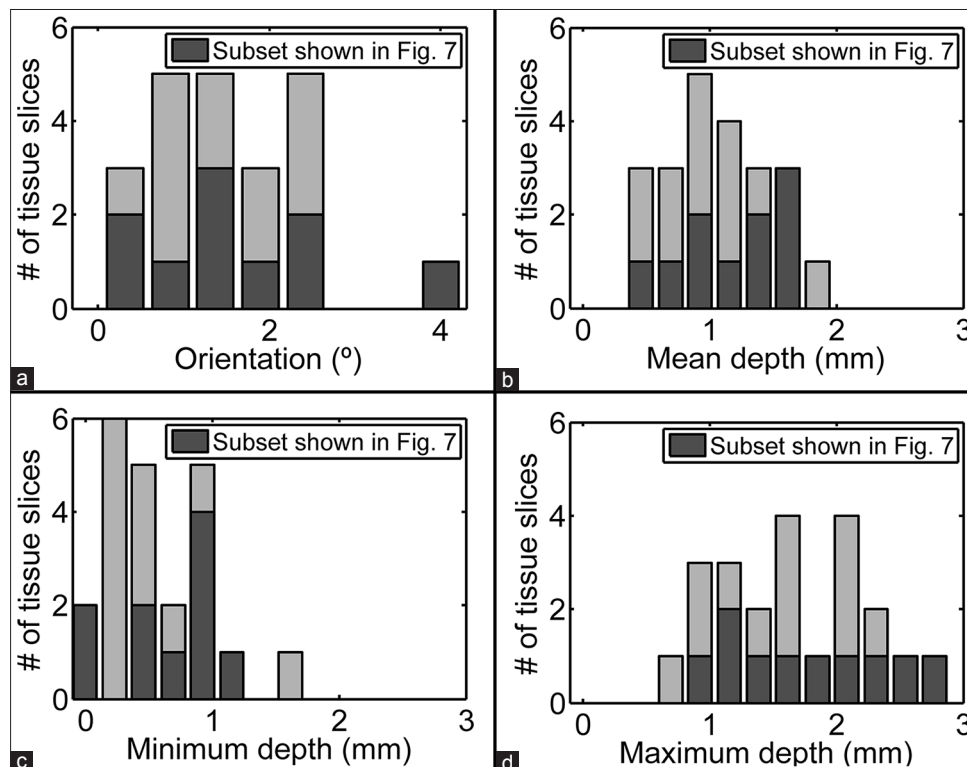 6
4
2
0
# of tissue slices
Subset shown in Fig. 7
0 2 4
Orientation (º)
a
6
4
2
0
# of tissue slices
Subset shown in Fig. 7
0 1 2 3
Mean depth (mm)
b
6
4
2
0
# of tissue slices
Subset shown in Fig. 7
0 1 2 3
Minimum depth (mm)
c
6
4
2
0
# of tissue slices
Subset shown in Fig. 7
0 1 2 3
Maximum depth (mm)
d